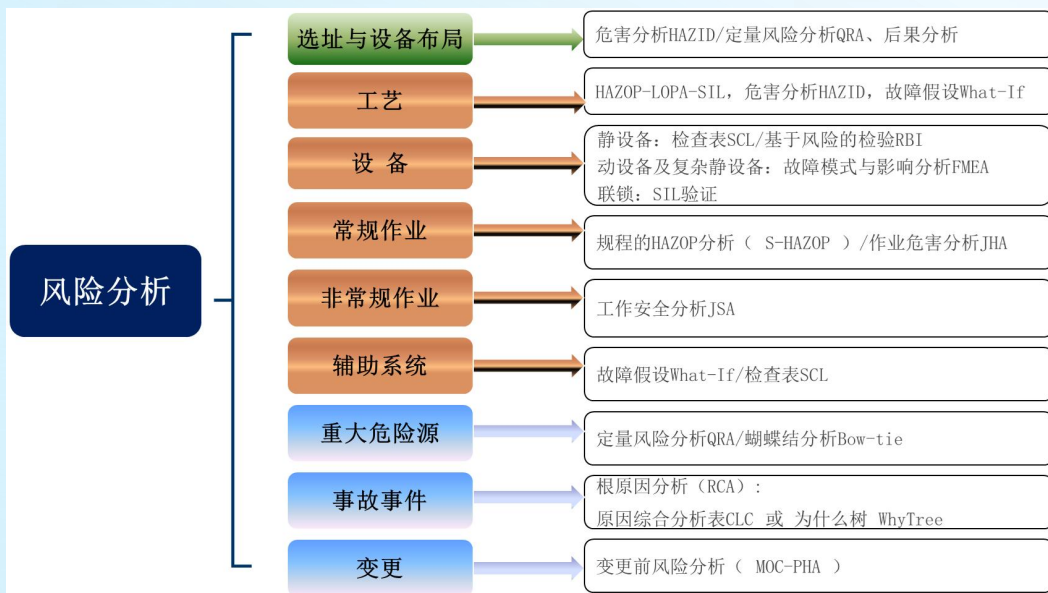 风险分析
选址与设备布局
危害分析HAZID/定量风险分析QRA、后果分析
工艺
HAZOP-LOPA-SIL，危害分析HAZID，故障假设What-If
设 备
静设备：检查表SCL/基于风险的检验RBI
动设备及复杂静设备：故障模式与影响分析FMEA
联锁：SIL验证
常规作业
规程的HAZOP分析（ S-HAZOP ）/作业危害分析JHA
非常规作业
工作安全分析JSA
辅助系统
故障假设What-If/检查表SCL
重大危险源
定量风险分析QRA/蝴蝶结分析Bow-tie
事故事件
根原因分析（RCA）：
原因综合分析表CLC 或 为什么树 WhyTree
变更
变更前风险分析（ MOC-PHA ）